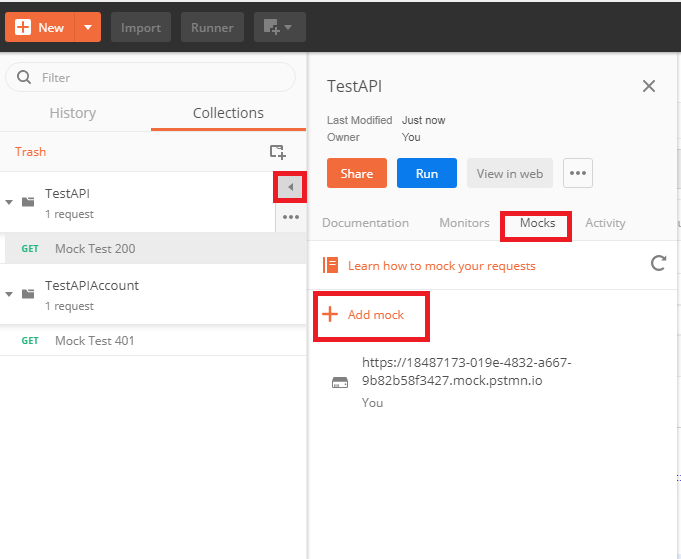 New
Import
Runner
Filter
History
Collections
Trash
TestAPI
1 request
GET Mock Test 200
TestAPIAccount
1 request
GET Mock Test 401
TestAPI
Last Modified Just now
Owner You
Share
Run
View in web
Documentation
Monitors
Mocks
Activity
Learn how to mock your requests
Add mock
https://18487173-019e-4832-a667-
9b82b58f3427.mock.pstmn.io
You